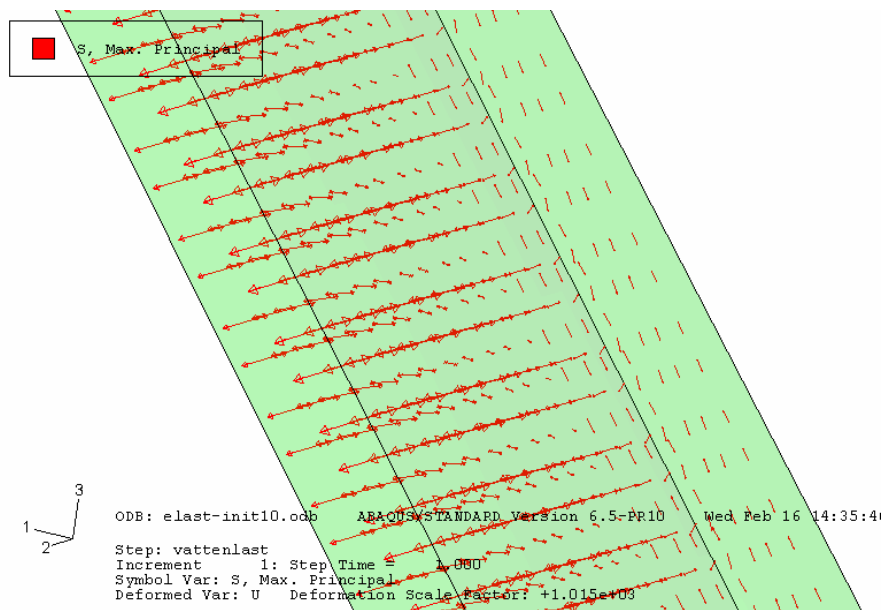 S, Max. Principal
3
1
2
ODB: elast-init10.odb ABAQUS/STANDARD Version 6.5-PR10 Wed Feb 16 14:35:46
Step: vattenlast
Increment 1: Step Time = 1.000
Symbol Var: S, Max. Principal
Deformed Var: U Deformation Scale Factor: +1.015e+03